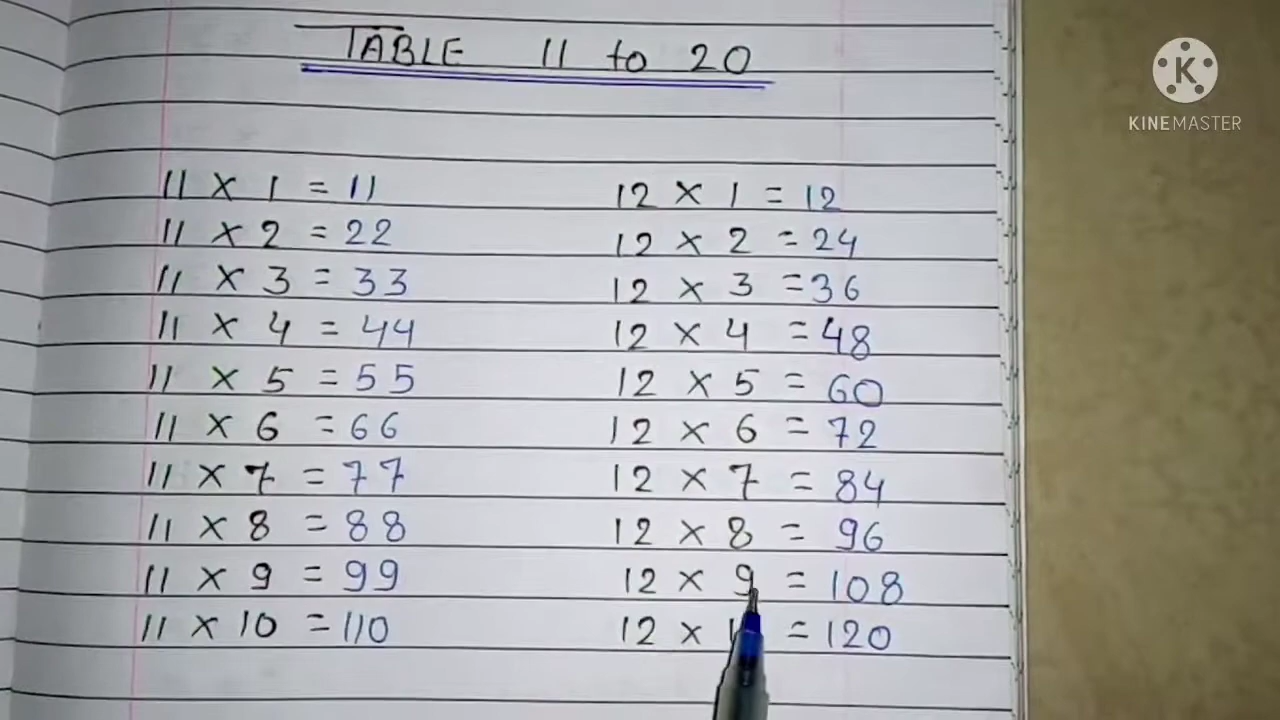 TABLE 11 to 20
KINEMASTER
11 × 1 = 11
11 × 2 = 22
11 × 3 = 33
11 × 4 = 44
11 × 5 = 55
11 × 6 = 66
11 × 7 = 77
11 × 8 = 88
11 × 9 = 99
11 × 10 = 110
12 × 1 = 12
12 × 2 = 24
12 × 3 = 36
12 × 4 = 48
12 × 5 = 60
12 × 6 = 72
12 × 7 = 84
12 × 8 = 96
12 × 9 = 108
12 × 1 = 120